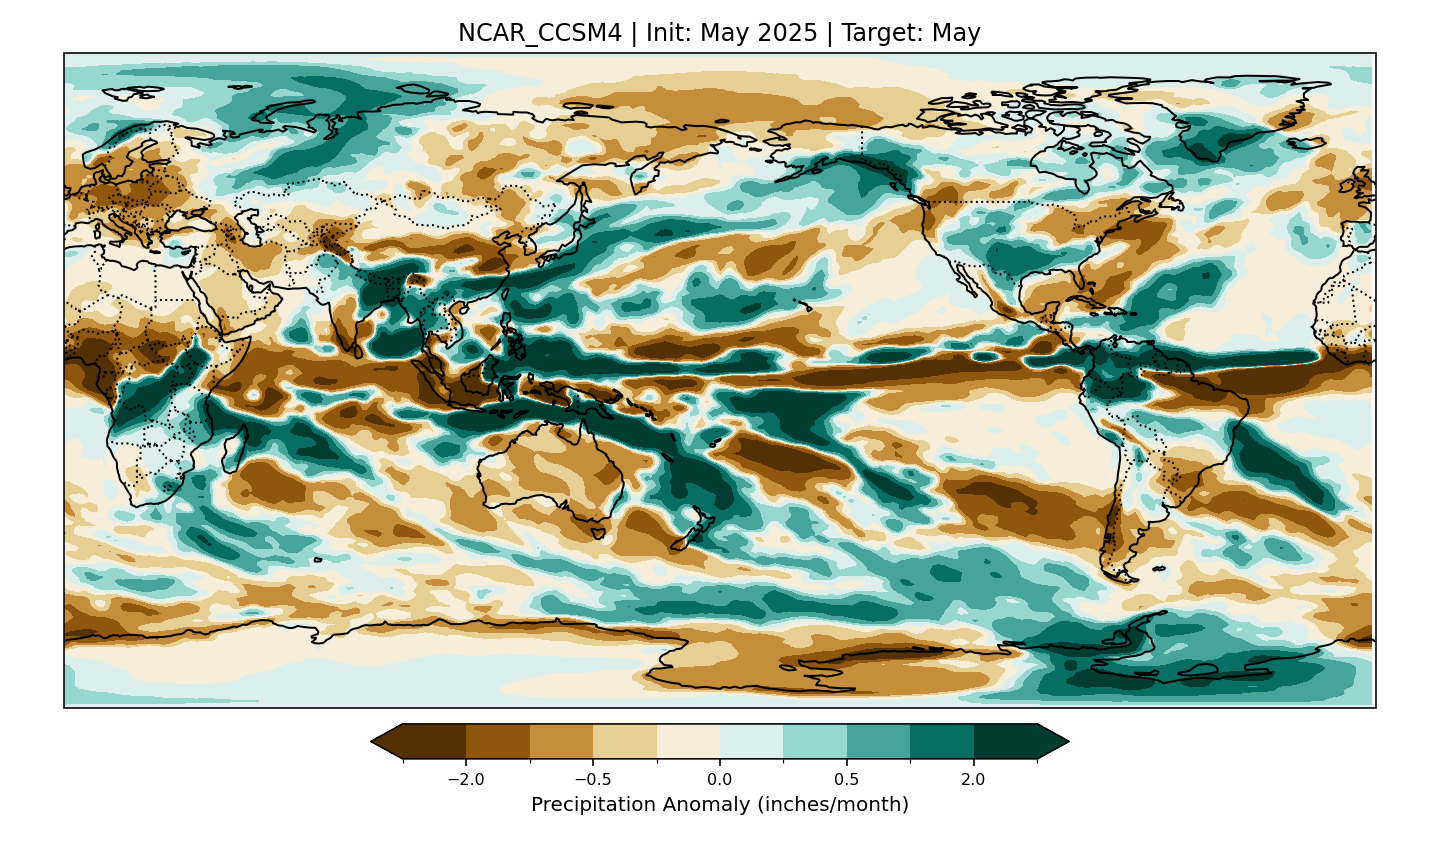 NCAR_CCSM4 | Init: May 2025 | Target: May
−2.0 −0.5 0.0 0.5 2.0
Precipitation Anomaly (inches/month)